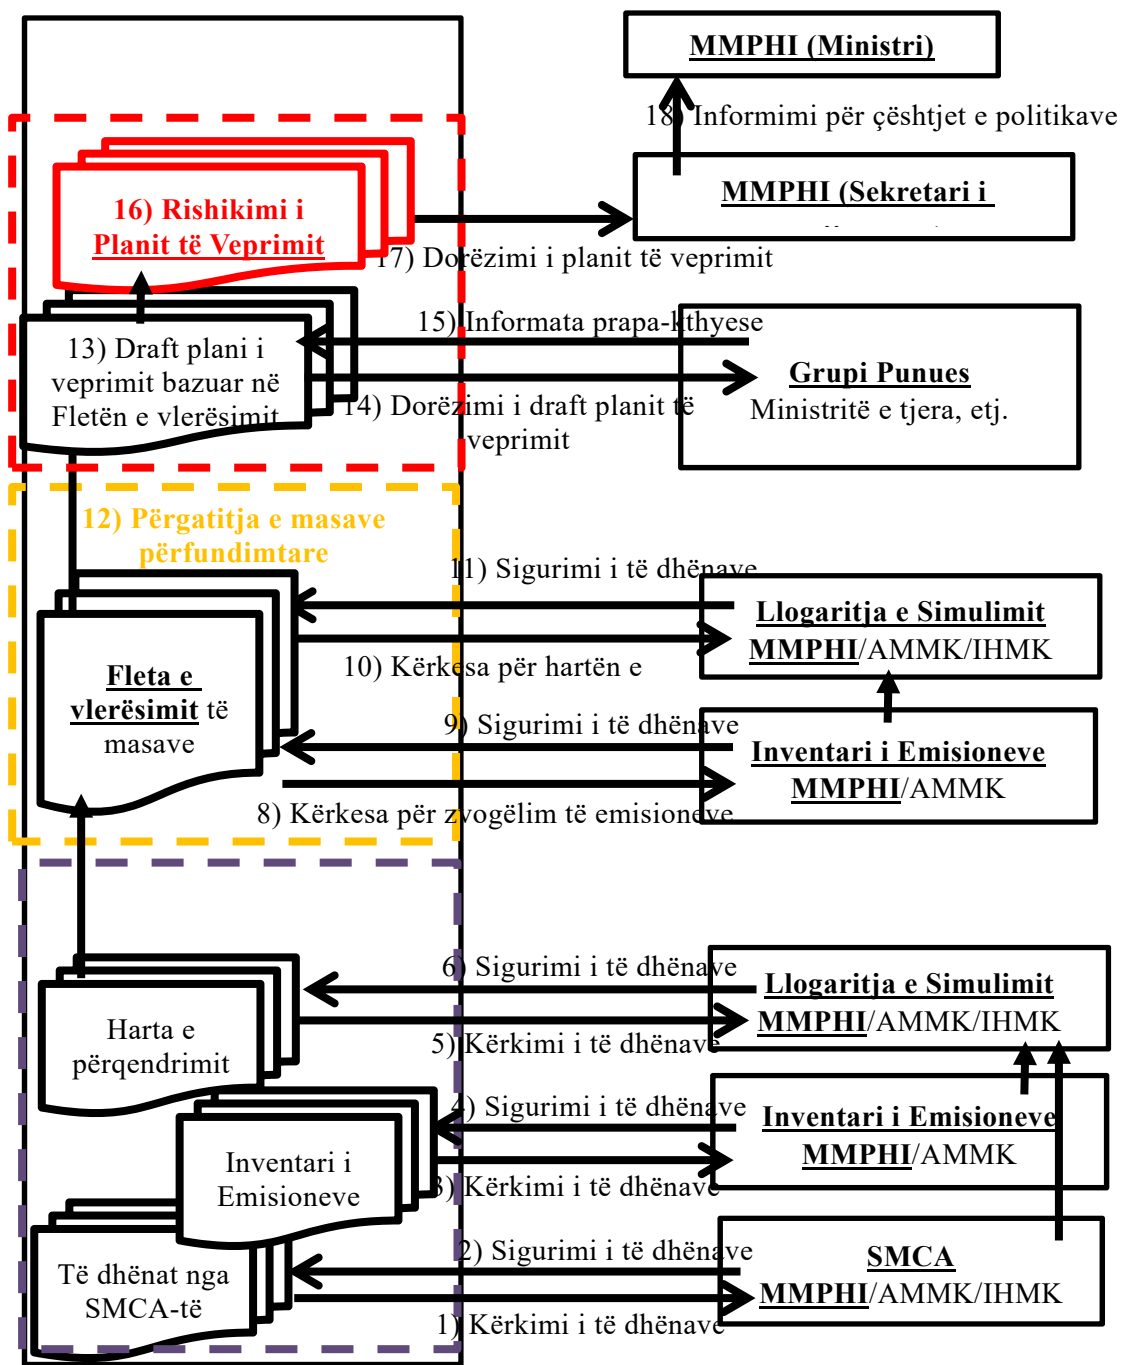 MMPHI (Ministri)
18) Informimi për çështjet e politikave
MMPHI (Sekretari i
16) Rishikimi i
Planit të Veprimit
17) Dorëzimi i planit të veprimit
15) Informata prapa-kthyese
13) Draft plani i
veprimit bazuar në
Fletën e vlerësimit
Grupi Punues
Ministritë e tjera, etj.
14) Dorëzimi i draft planit të
veprimit
12) Përgatitja e masave
përfundimtare
11) Sigurimi i të dhënave
Llogaritja e Simulimit
MMPHI/AMMK/IHMK
10) Kërkesa për hartën e
Fleta e
vlerësimit të
masave
9) Sigurimi i të dhënave
Inventari i Emisioneve
MMPHI/AMMK
8) Kërkesa për zvogëlim të emisioneve
6) Sigurimi i të dhënave
Llogaritja e Simulimit
MMPHI/AMMK/IHMK
Harta e
përqendrimit
5) Kërkimi i të dhënave
4) Sigurimi i të dhënave
Inventari i Emisioneve
MMPHI/AMMK
Inventari i
Emisioneve
3) Kërkimi i të dhënave
2) Sigurimi i të dhënave
SMCA
MMPHI/AMMK/IHMK
Të dhënat nga
SMCA-të
1) Kërkimi i të dhënave